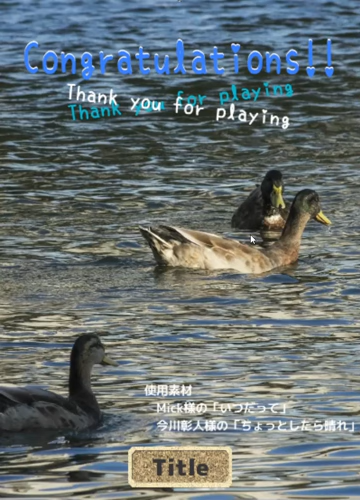 Congratulations!!
Thank you for playing
Thank you for playing
使用素材
Mick様の「いつだって」
今川彰人様の「ちょっとしたら晴れ」
Title